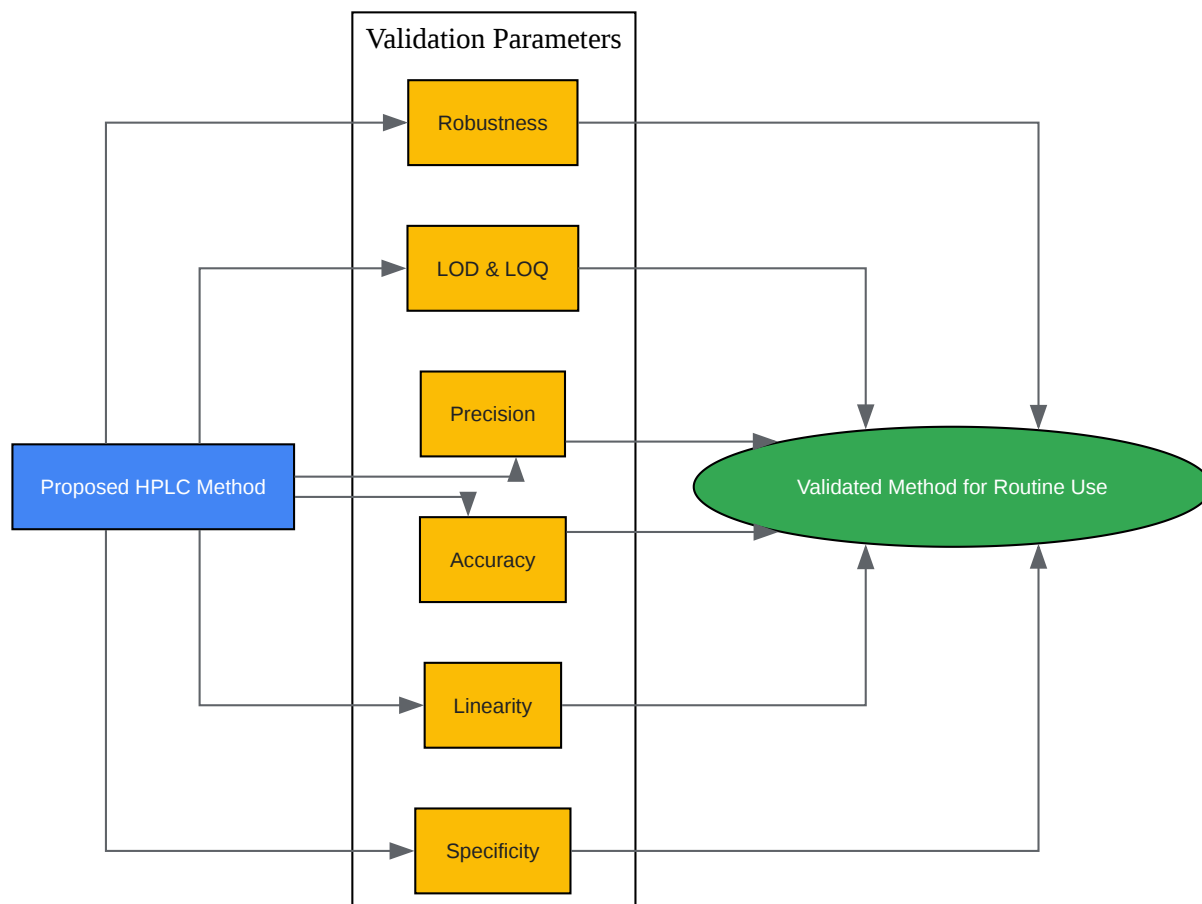 Validation Parameters
Robustness
LOD & LOQ
Precision
Proposed HPLC Method
Validated Method for Routine Use
Accuracy
Linearity
Specificity